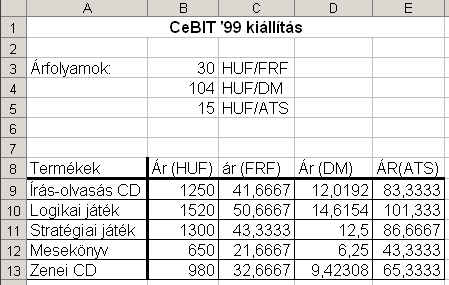 A B C D E
1 CeBIT '99 kiállítás
2
3 Árfolyamok: 30 HUF/FRF
4 104 HUF/DM
5 15 HUF/ATS
6
7
8 Termékek Ár (HUF) ár (FRF) Ár (DM) ÁR(ATS)
9 Írás-olvasás CD 1250 41,6667 12,0192 83,3333
10 Logikai játék 1520 50,6667 14,6154 101,333
11 Stratégiai játék 1300 43,3333 12,5 86,6667
12 Mesekönyv 650 21,6667 6,25 43,3333
13 Zenei CD 980 32,6667 9,42308 65,3333